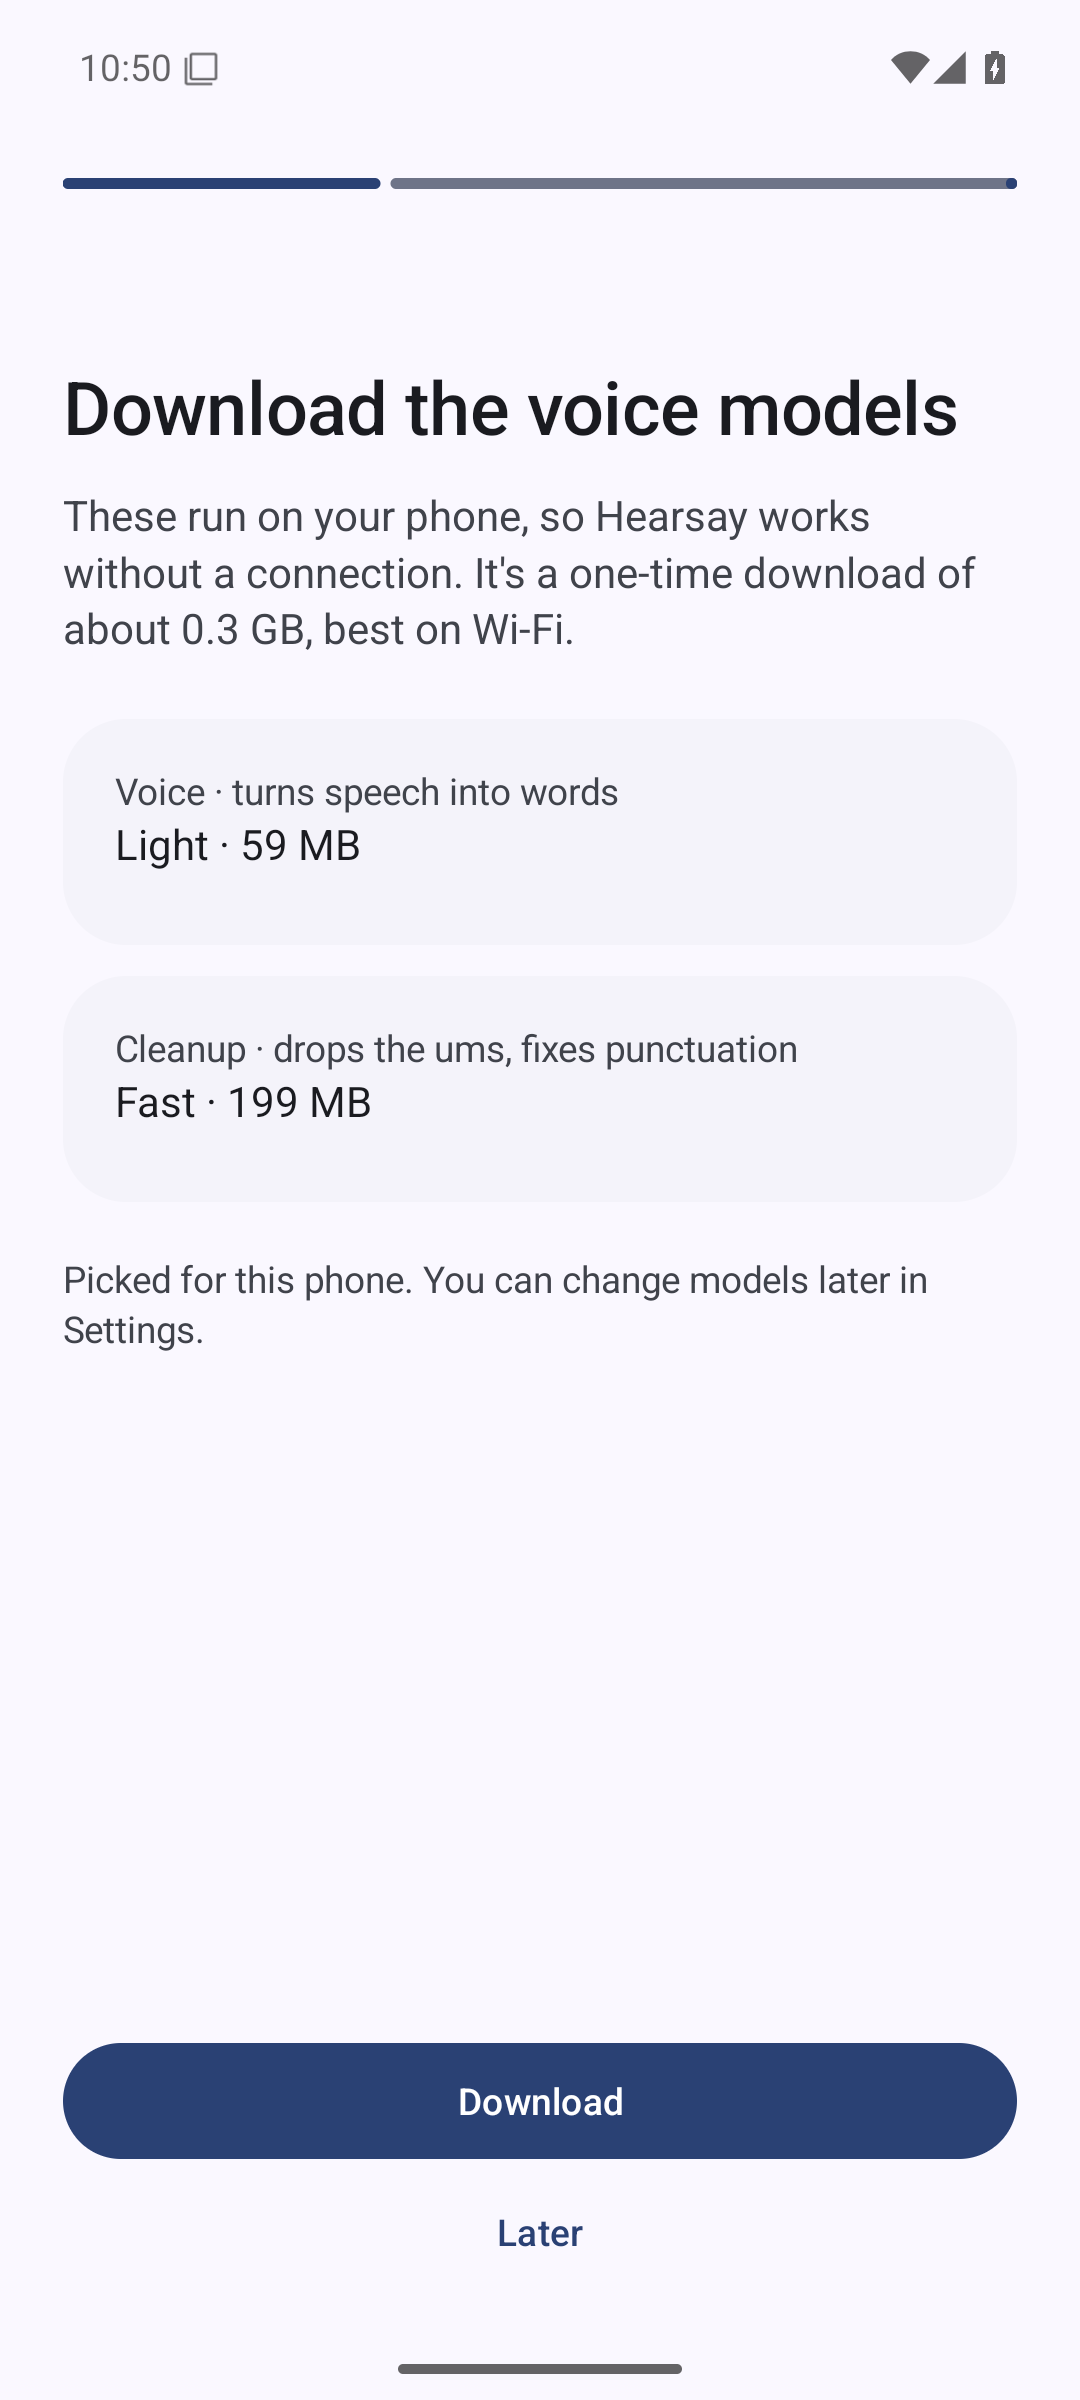 10:50
Download the voice models
These run on your phone, so Hearsay works
without a connection. It's a one-time download of
about 0.3 GB, best on Wi-Fi.
Voice · turns speech into words
Light · 59 MB
Cleanup · drops the ums, fixes punctuation
Fast · 199 MB
Picked for this phone. You can change models later in
Settings.
Download
Later